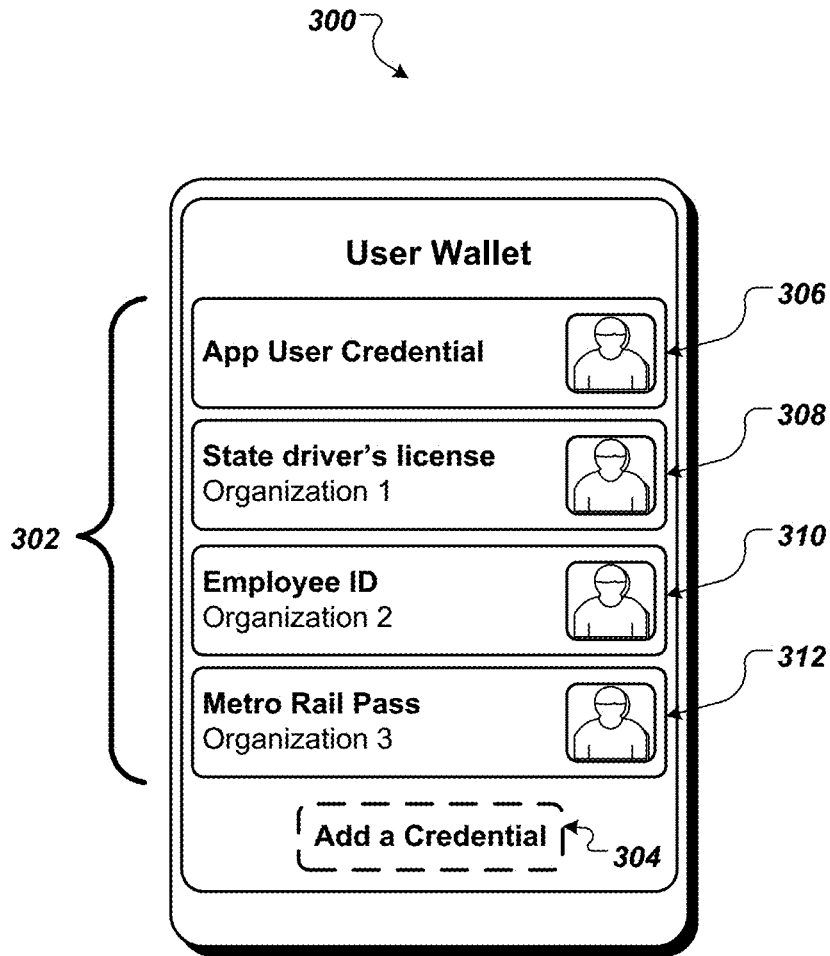 300
User Wallet
306
App User Credential
308
State driver's license
Organization 1
302
310
Employee ID
Organization 2
312
Metro Rail Pass
Organization 3
Add a Credential
304